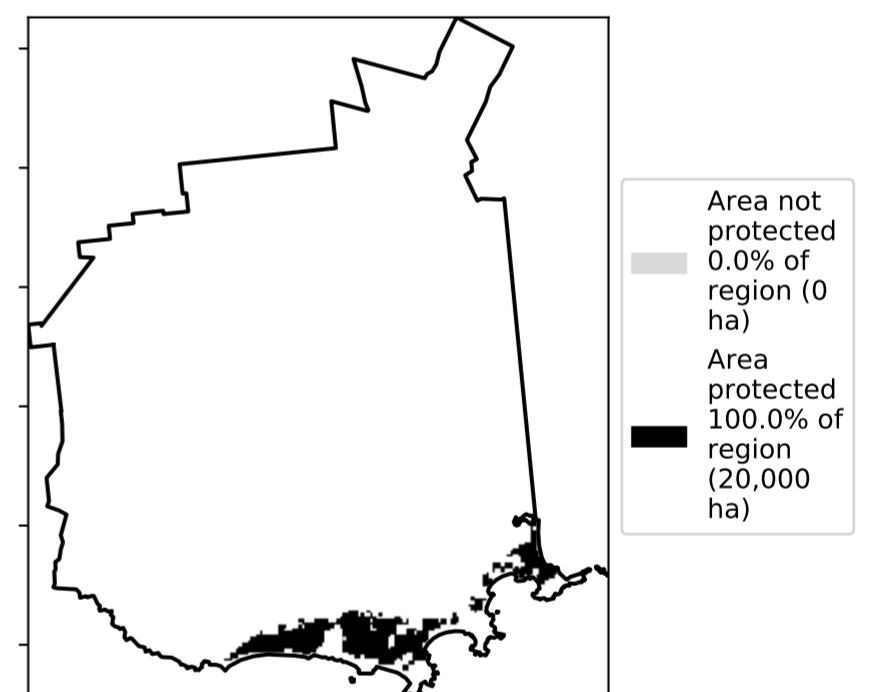 Area not
protected
0.0% of
region (0
ha)
Area
protected
100.0% of
region
(20,000
ha)